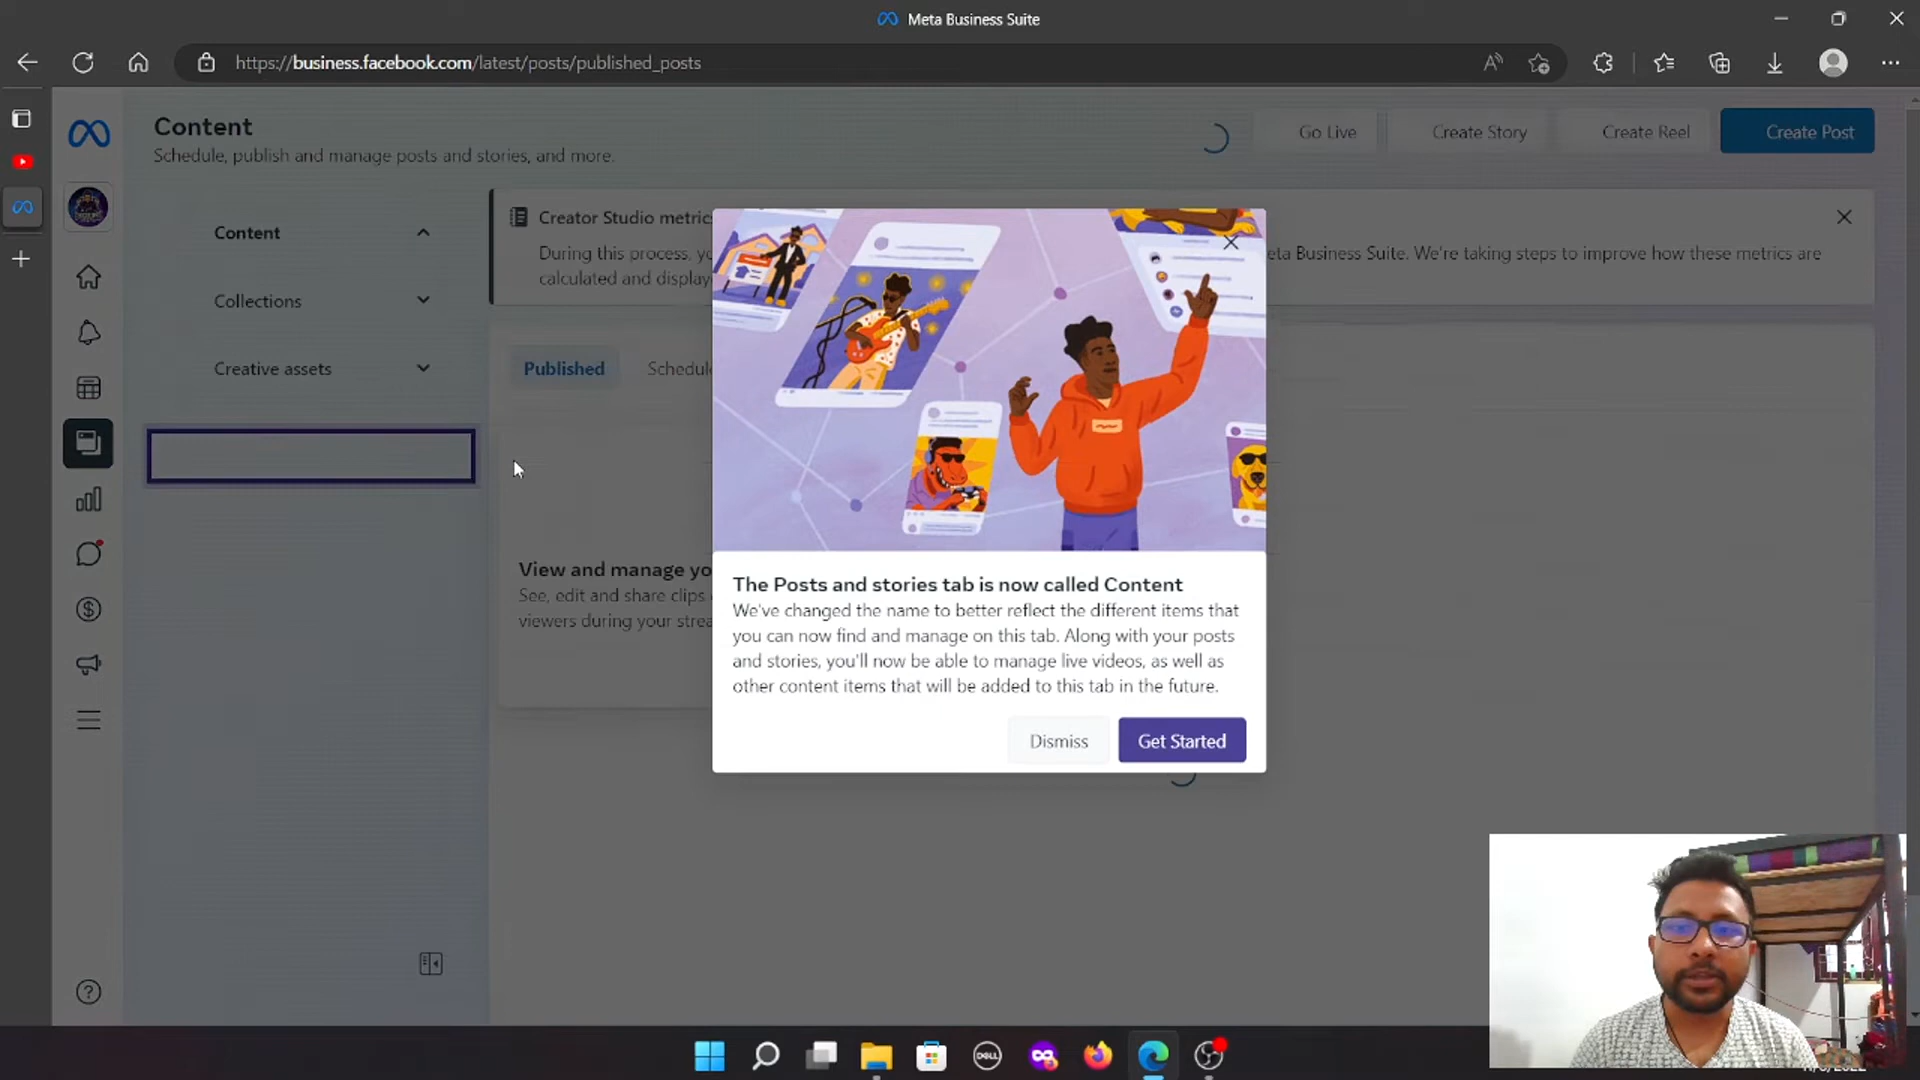 Meta Business Suite
https://business.facebook.com/latest/posts/published_posts
Content
Schedule, publish and manage posts and stories, and more.
Go Live
Create Story
Create Reel
Create Post
Content
Collections
Creative assets
Creator Studio metrics
During this process, yo
eta Business Suite. We're taking steps to improve how these metrics are
calculated and display
Published
Schedul
View and manage yo
See, edit and share clips
viewers during your strea
The Posts and stories tab is now called Content
We've changed the name to better reflect the different items that
you can now find and manage on this tab. Along with your posts
and stories, you'll now be able to manage live videos, as well as
other content items that will be added to this tab in the future.
Dismiss
Get Started
DELL